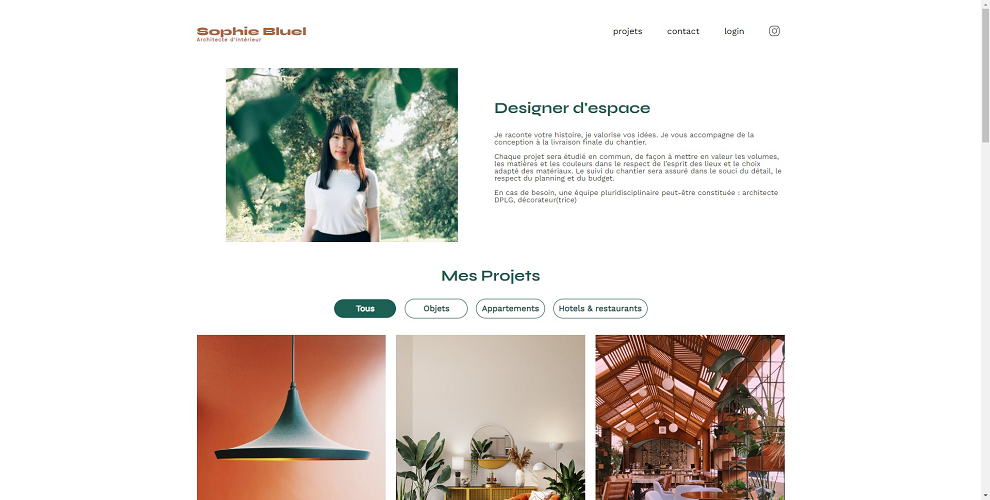 Sophie Bluel
Architecte d'intérieur
projets
contact
login
Designer d'espace
Je raconte votre histoire, je valorise vos idées. Je vous accompagne de la
conception à la livraison finale du chantier.
Chaque projet sera étudié en commun, de façon à mettre en valeur les volumes,
les matières et les couleurs dans le respect de l'esprit des lieux et le choix
adapté des matériaux. Le suivi du chantier sera assuré dans le souci du détail, le
respect du planning et du budget.
En cas de besoin, une équipe pluridisciplinaire peut-être constituée : architecte
DPLG, décorateur(trice)
Mes Projets
Tous
Objets
Appartements
Hotels & restaurants